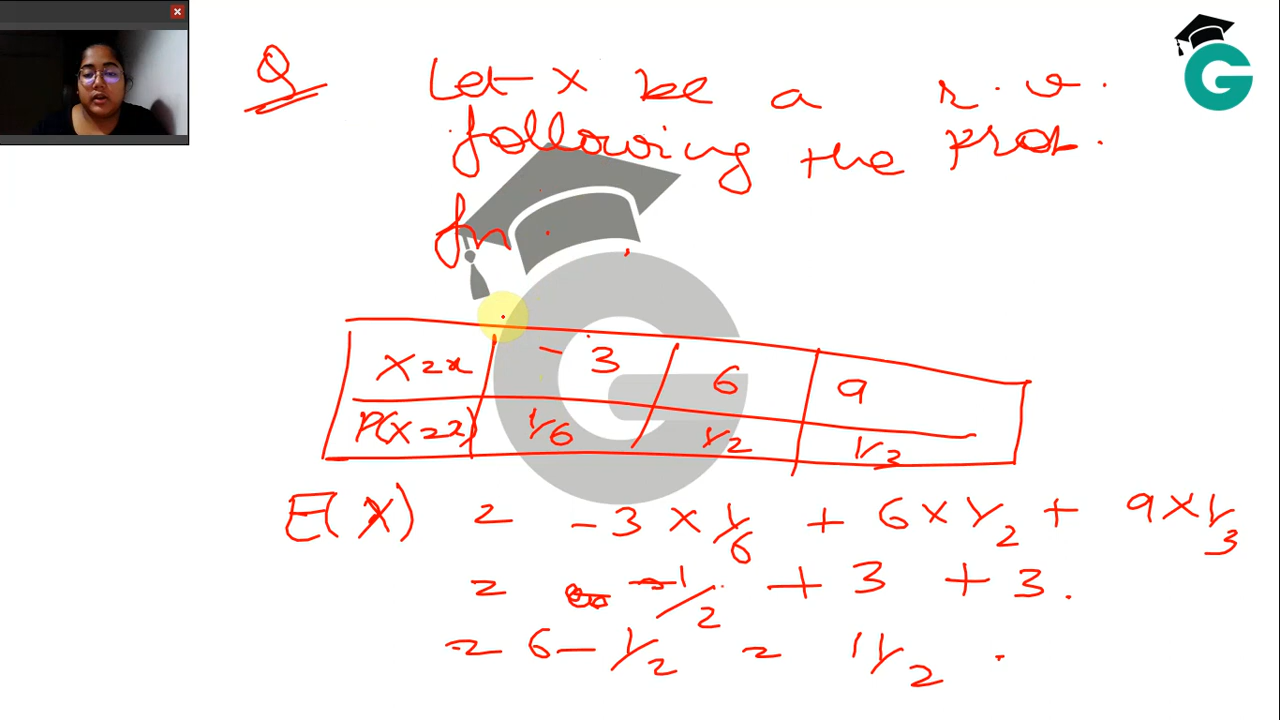 Q Let X be a r.v.
following the prob.
fn.
X=x -3 6 9
P(X=x) 1/6 1/2 1/3
E(X) = -3 × 1/6 + 6 × 1/2 + 9 × 1/3
= -1/2 + 3 + 3.
= 6 - 1/2 = 11/2.
G